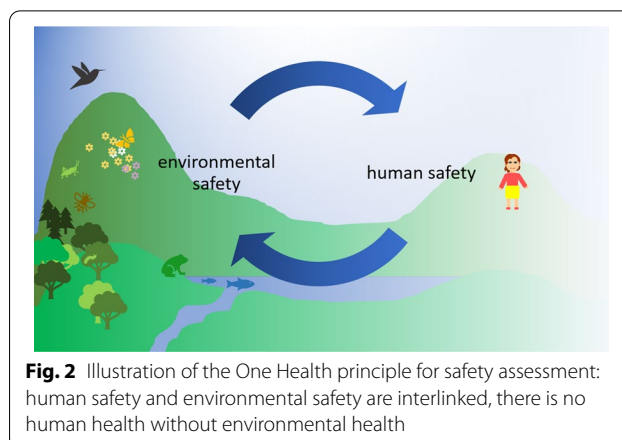 environmental
safety
human safety
Fig. 2 Illustration of the One Health principle for safety assessment:
human safety and environmental safety are interlinked, there is no
human health without environmental health